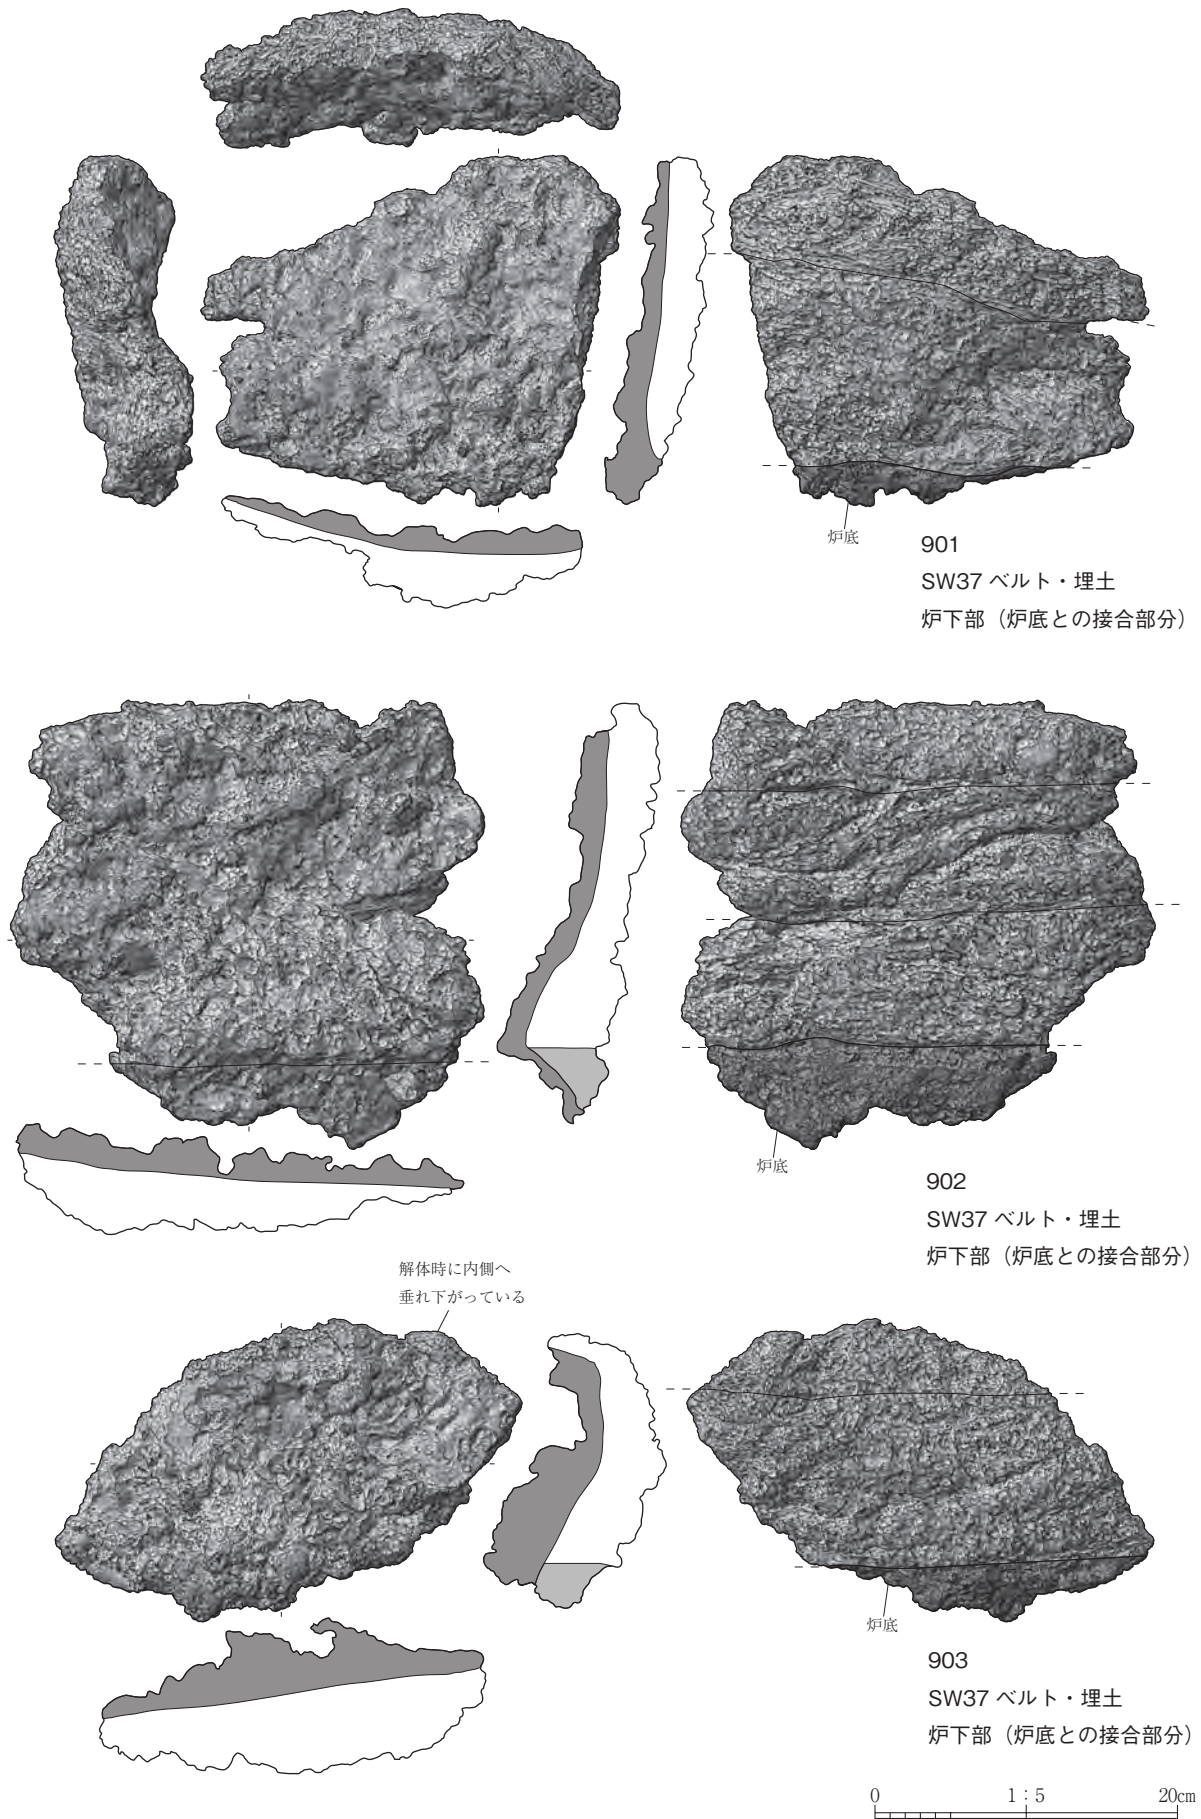 炉底
901
SW37 ベルト・埋土
炉下部（炉底との接合部分）
炉底
902
SW37 ベルト・埋土
炉下部（炉底との接合部分）
解体時に内側へ
垂れ下がっている
炉底
903
SW37 ベルト・埋土
炉下部（炉底との接合部分）
0 1：5 20㎝